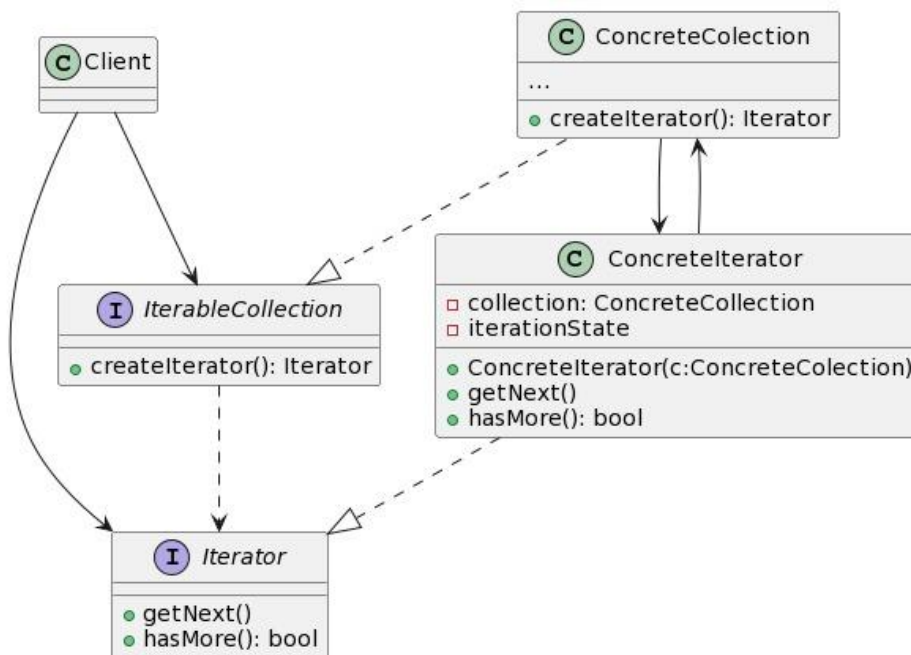 C Client
C ConcreteColection
...
createIterator(): Iterator
I IterableCollection
createIterator(): Iterator
C ConcreteIterator
collection: ConcreteCollection
iterationState
ConcreteIterator(c:ConcreteColection)
getNext()
hasMore(): bool
I Iterator
getNext()
hasMore(): bool